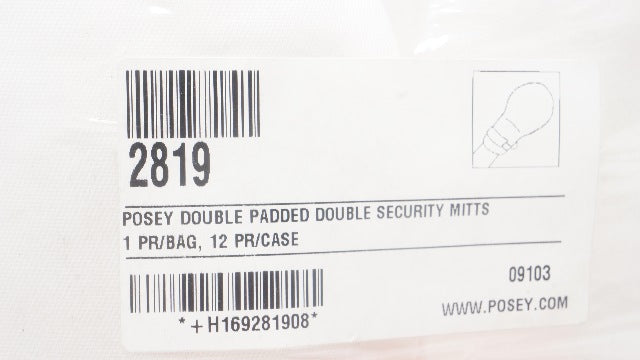 2819
POSEY DOUBLE PADDED DOUBLE SECURITY MITTS
1 PR/BAG, 12 PR/CASE
09103
*+H169281908*
WWW.POSEY.COM